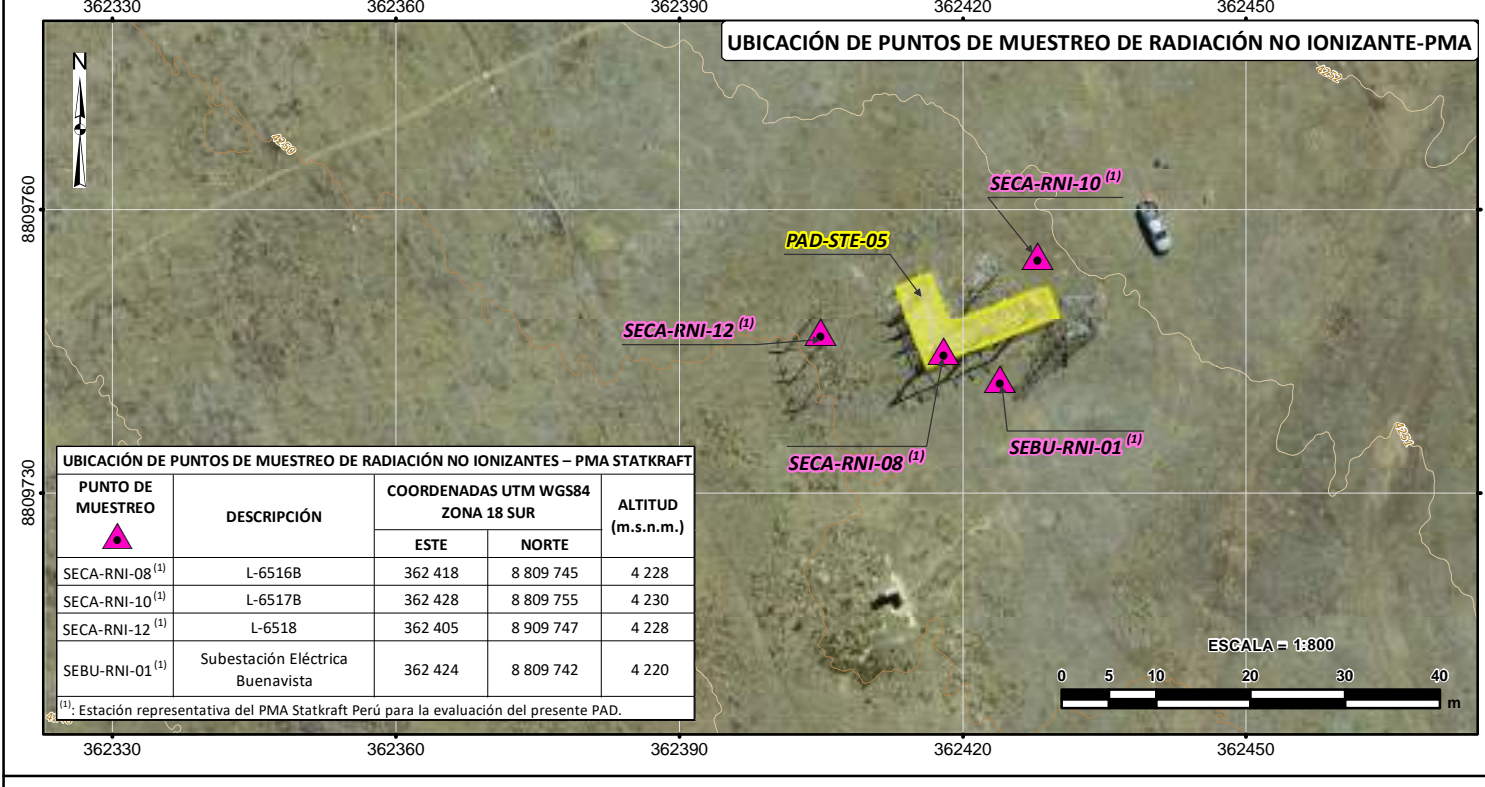 362330 362360 362390 362420 362450
UBICACIÓN DE PUNTOS DE MUESTREO DE RADIACIÓN NO IONIZANTE-PMA
N
4252
4250
8809760
SECA-RNI-10 (1)
PAD-STE-05
SECA-RNI-12 (1)
SECA-RNI-08 (1)
SEBU-RNI-01 (1)
4251
8809730
UBICACIÓN DE PUNTOS DE MUESTREO DE RADIACIÓN NO IONIZANTES – PMA STATKRAFT
PUNTO DE MUESTREO DESCRIPCIÓN COORDENADAS UTM WGS84 ZONA 18 SUR ALTITUD (m.s.n.m.)
ESTE NORTE
SECA-RNI-08 (1) L-6516B 362 418 8 809 745 4 228
SECA-RNI-10 (1) L-6517B 362 428 8 809 755 4 230
SECA-RNI-12 (1) L-6518 362 405 8 909 747 4 228
SEBU-RNI-01 (1) Subestación Eléctrica Buenavista 362 424 8 809 742 4 220
(1): Estación representativa del PMA Statkraft Perú para la evaluación del presente PAD.
ESCALA = 1:800
0 5 10 20 30 40
m
362330 362360 362390 362420 362450